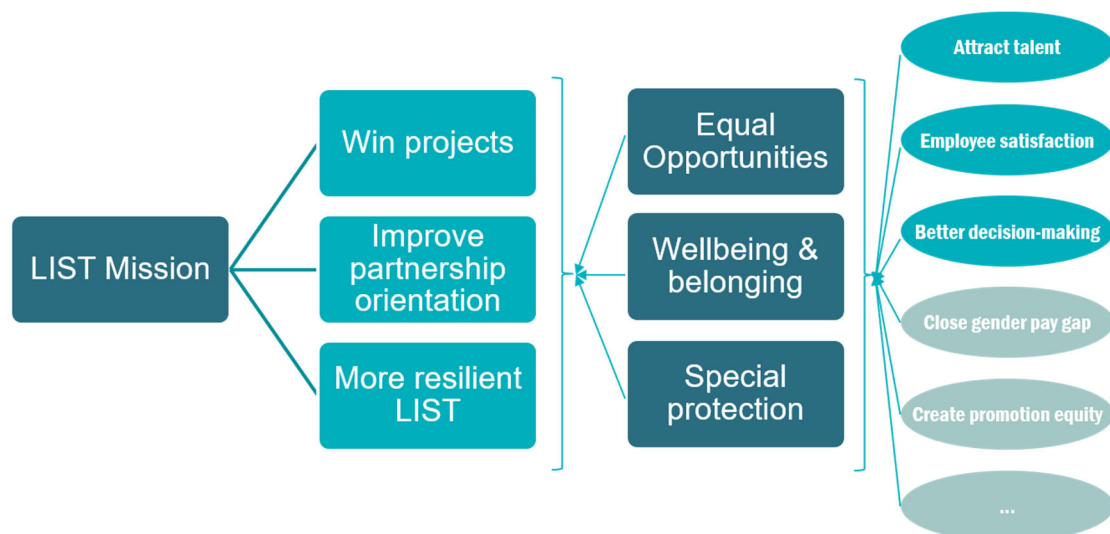 LIST Mission
Win projects
Improve
partnership
orientation
More resilient
LIST
Equal
Opportunities
Wellbeing &
belonging
Special
protection
Attract talent
Employee satisfaction
Better decision-making
Close gender pay gap
Create promotion equity
...